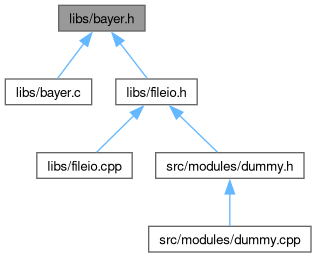 libs/bayer.h
libs/bayer.c
libs/fileio.h
libs/fileio.cpp
src/modules/dummy.h
src/modules/dummy.cpp